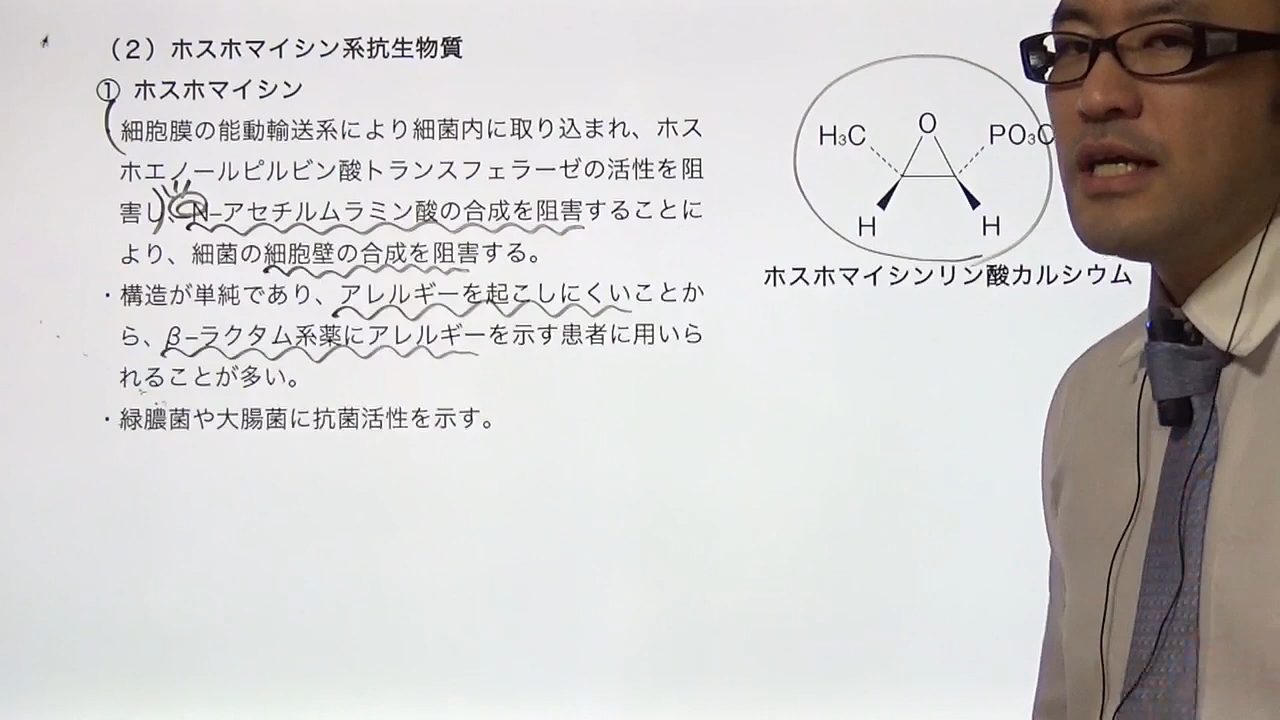 （２）ホスホマイシン系抗生物質
① ホスホマイシン
細胞膜の能動輸送系により細菌内に取り込まれ、ホス
ホエノールピルビン酸トランスフェラーゼの活性を阻
害し、N−アセチルムラミン酸の合成を阻害することに
より、細菌の細胞壁の合成を阻害する。
・構造が単純であり、アレルギーを起こしにくいことか
ら、β−ラクタム系薬にアレルギーを示す患者に用いら
れることが多い。
・緑膿菌や大腸菌に抗菌活性を示す。
O
H₃C PO₃C
H H
ホスホマイシンリン酸カルシウム